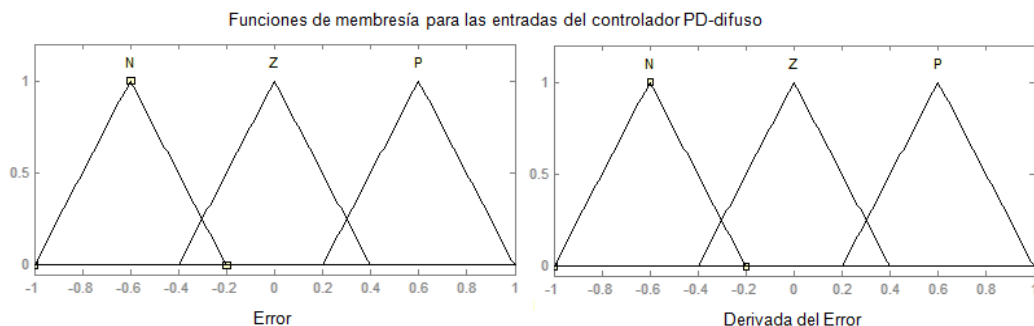 Funciones de membresía para las entradas del controlador PD-difuso
N Z P
1
0.5
0
-1 -0.8 -0.6 -0.4 -0.2 0 0.2 0.4 0.6 0.8 1
Error
N Z P
1
0.5
0
-1 -0.8 -0.6 -0.4 -0.2 0 0.2 0.4 0.6 0.8 1
Derivada del Error